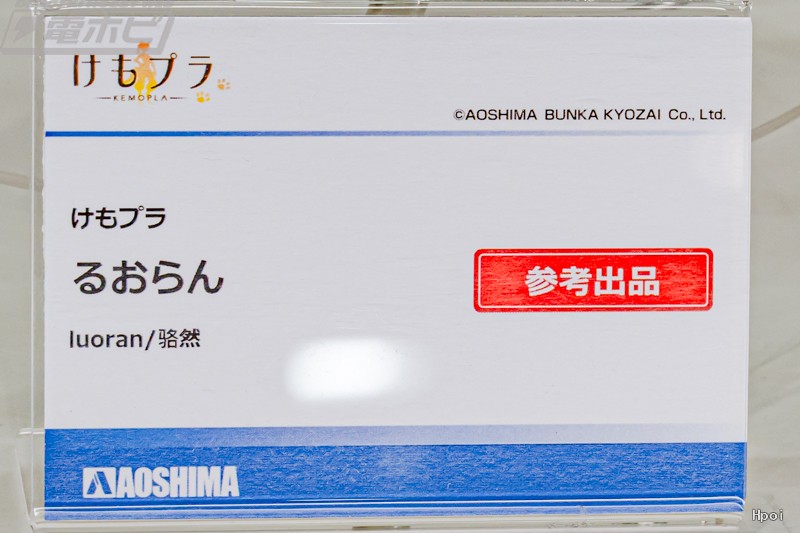 電ホビ
けもプラ
KEMOPLA
©AOSHIMA BUNKA KYOZAI Co., Ltd.
けもプラ
るおらん
参考出品
luoran/骆然
AOSHIMA
Hpoi